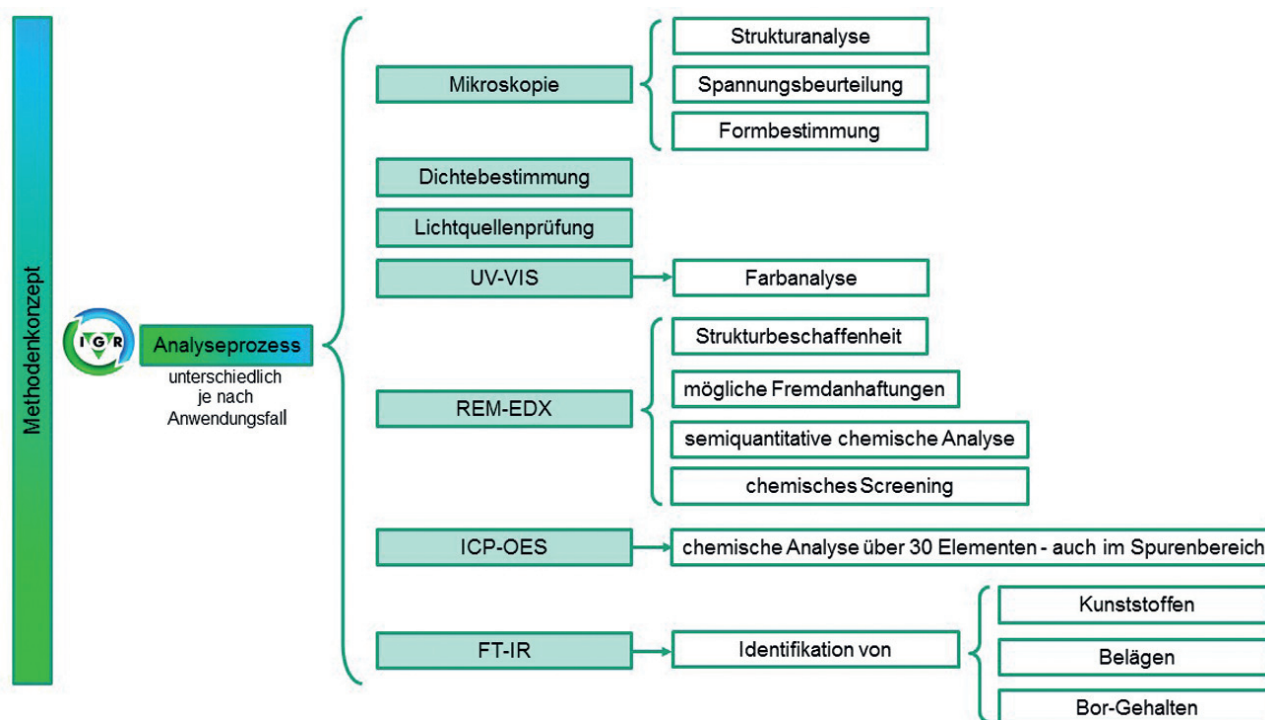 Methodenkonzept
IGR
Analyseprozess
unterschiedlich
je nach
Anwendungsfall
Mikroskopie
Strukturanalyse
Spannungsbeurteilung
Formbestimmung
Dichtebestimmung
Lichtquellenprüfung
UV-VIS
Farbanalyse
REM-EDX
Strukturbeschaffenheit
mögliche Fremdanhaftungen
semiquantitative chemische Analyse
chemisches Screening
ICP-OES
chemische Analyse über 30 Elementen - auch im Spurenbereich
FT-IR
Identifikation von
Kunststoffen
Belägen
Bor-Gehalten